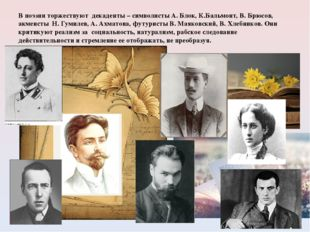 В поэзии торжествуют декаденты – символисты А. Блок, К.Бальмонт, В. Брюсов,
акмеисты Н. Гумилев, А. Ахматова, футуристы В. Маяковский, В. Хлебников. Они
критикуют реализм за социальность, натурализм, рабское следование
действительности и стремление ее отображать, не преобразуя.